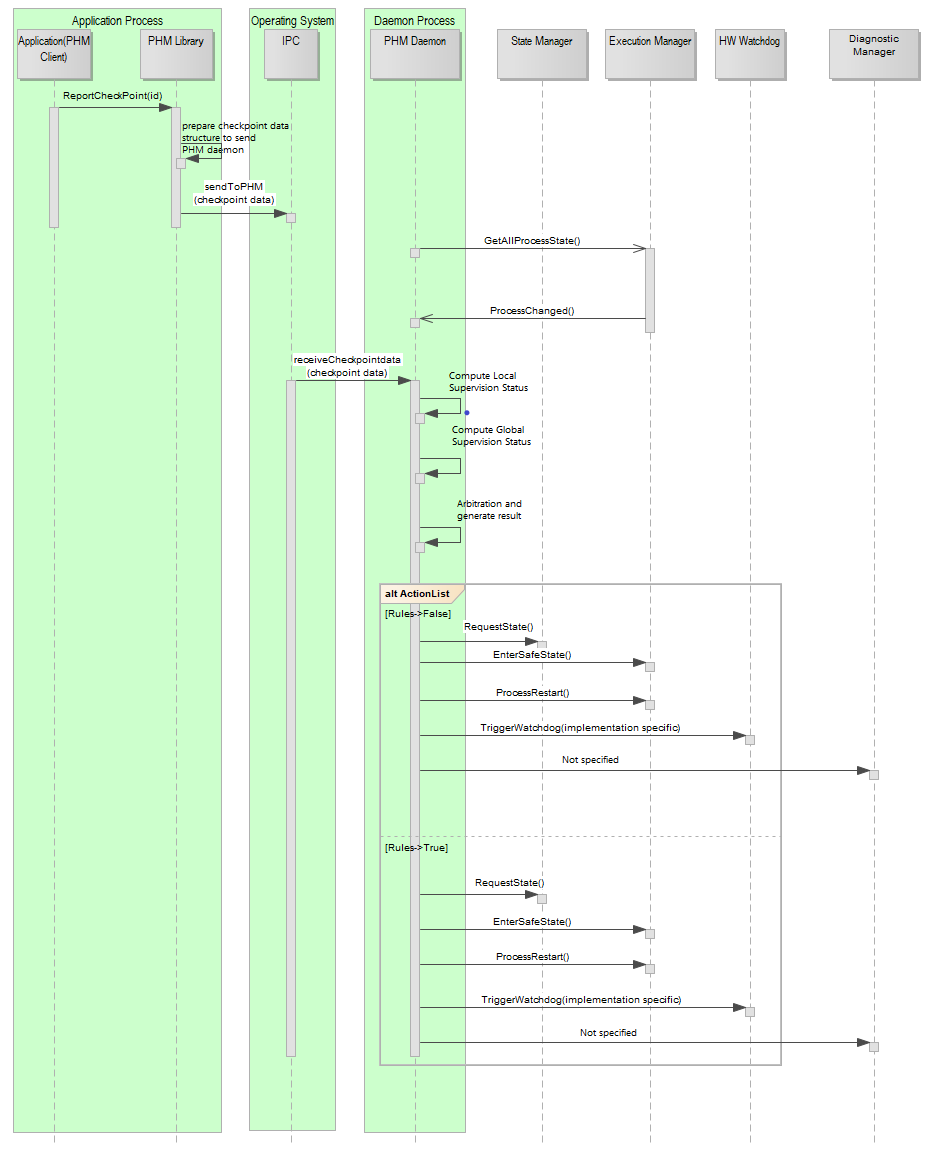 Application Process
Operating System
Daemon Process
Application(PHM
Client)
PHM Library
IPC
PHM Daemon
State Manager
Execution Manager
HW Watchdog
Diagnostic
Manager
ReportCheckPoint(id)
prepare checkpoint data
structure to send
PHM daemon
sendToPHM
(checkpoint data)
GetAllProcessState()
ProcessChanged()
receiveCheckpointdata
(checkpoint data)
Compute Local
Supervision Status
Compute Global
Supervision Status
Arbitration and
generate result
alt ActionList
[Rules->False]
RequestState()
EnterSafeState()
ProcessRestart()
TriggerWatchdog(implementation specific)
Not specified
[Rules->True]
RequestState()
EnterSafeState()
ProcessRestart()
TriggerWatchdog(implementation specific)
Not specified